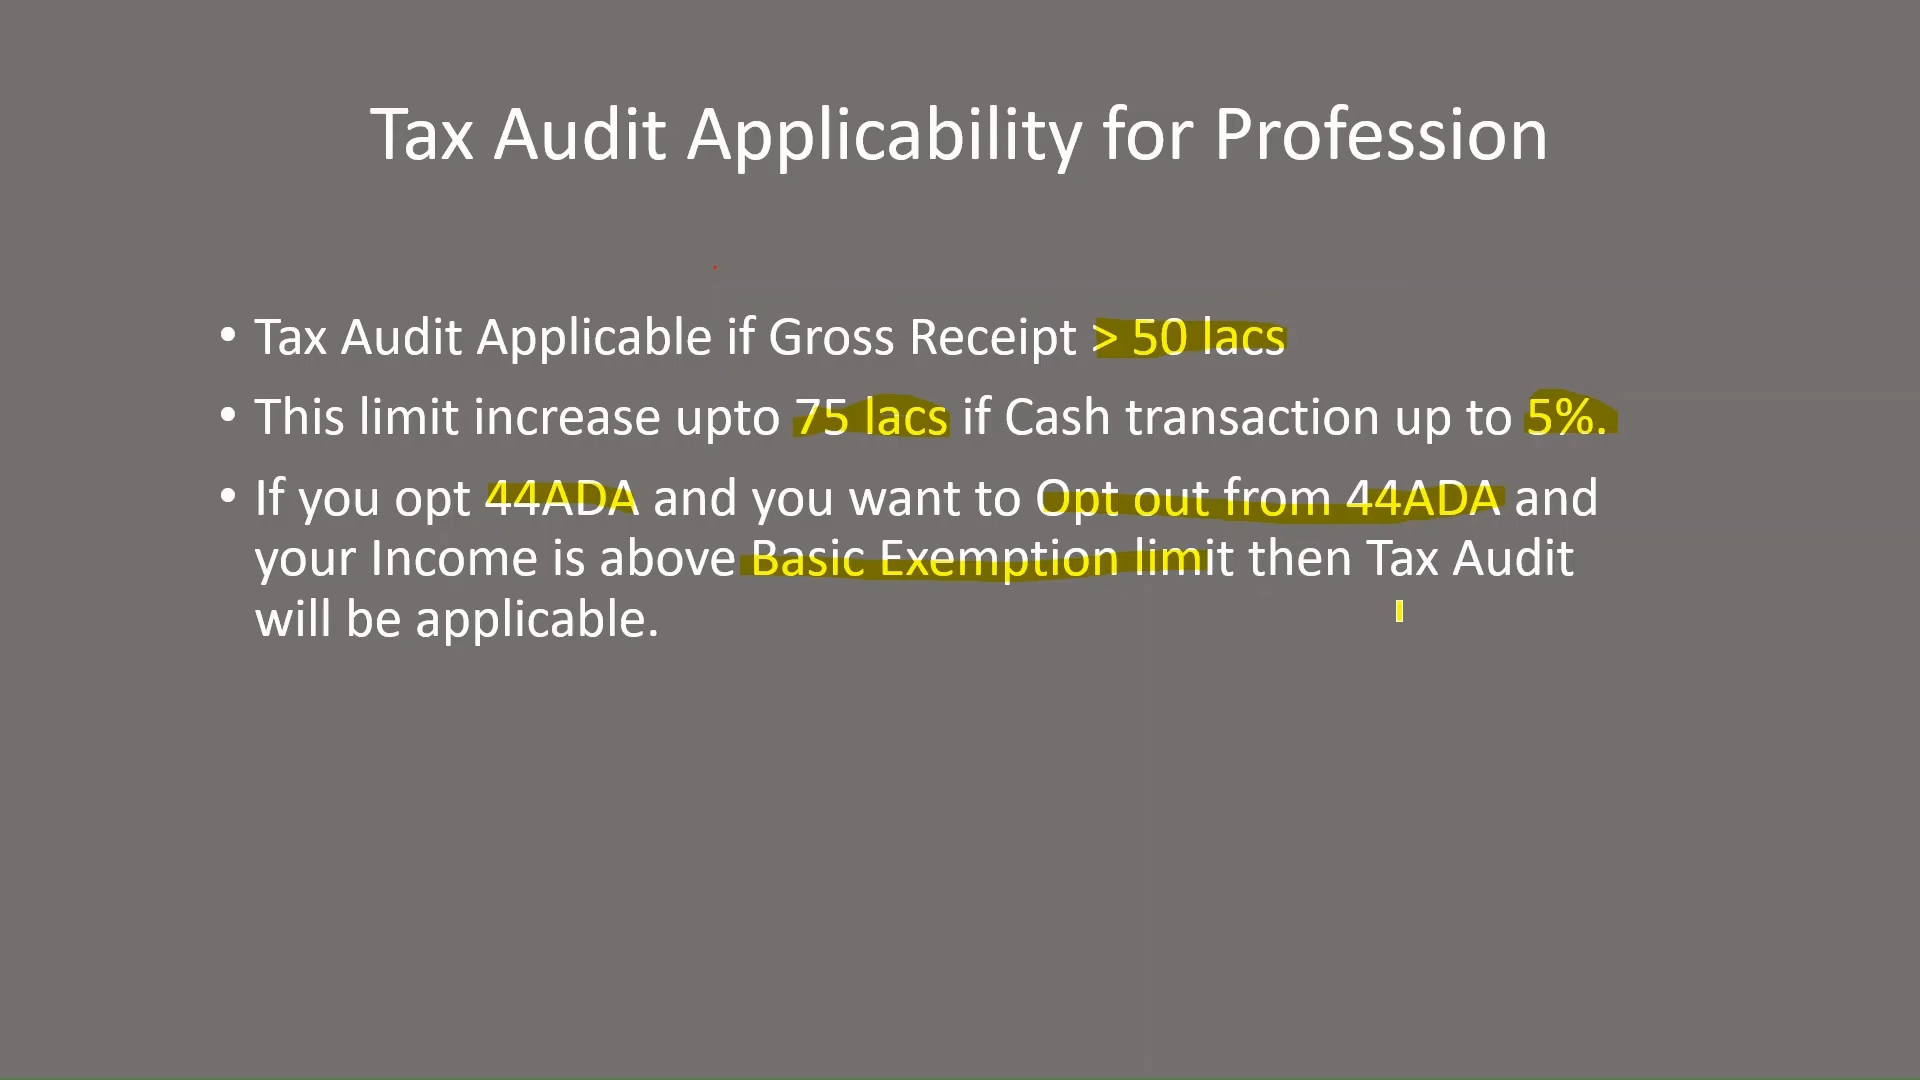 Tax Audit Applicability for Profession
• Tax Audit Applicable if Gross Receipt > 50 lacs
• This limit increase upto 75 lacs if Cash transaction up to 5%.
• If you opt 44ADA and you want to Opt out from 44ADA and
your Income is above Basic Exemption limit then Tax Audit
will be applicable.